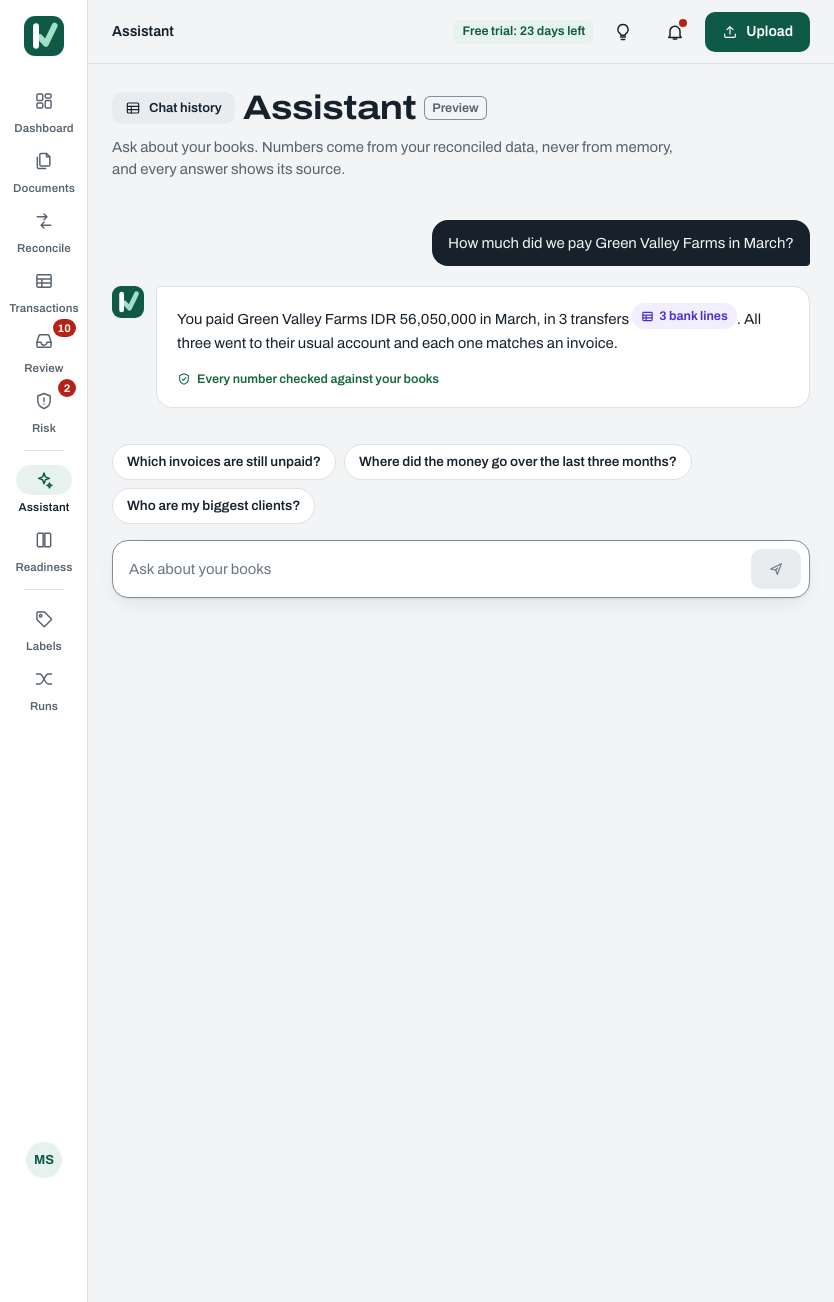 Assistant
Free trial: 23 days left
Upload
Dashboard
Documents
Reconcile
Transactions
10
Review
2
Risk
Assistant
Readiness
Labels
Runs
MS
Chat history
Assistant
Preview
Ask about your books. Numbers come from your reconciled data, never from memory,
and every answer shows its source.
How much did we pay Green Valley Farms in March?
You paid Green Valley Farms IDR 56,050,000 in March, in 3 transfers 3 bank lines. All
three went to their usual account and each one matches an invoice.
Every number checked against your books
Which invoices are still unpaid?
Where did the money go over the last three months?
Who are my biggest clients?
Ask about your books